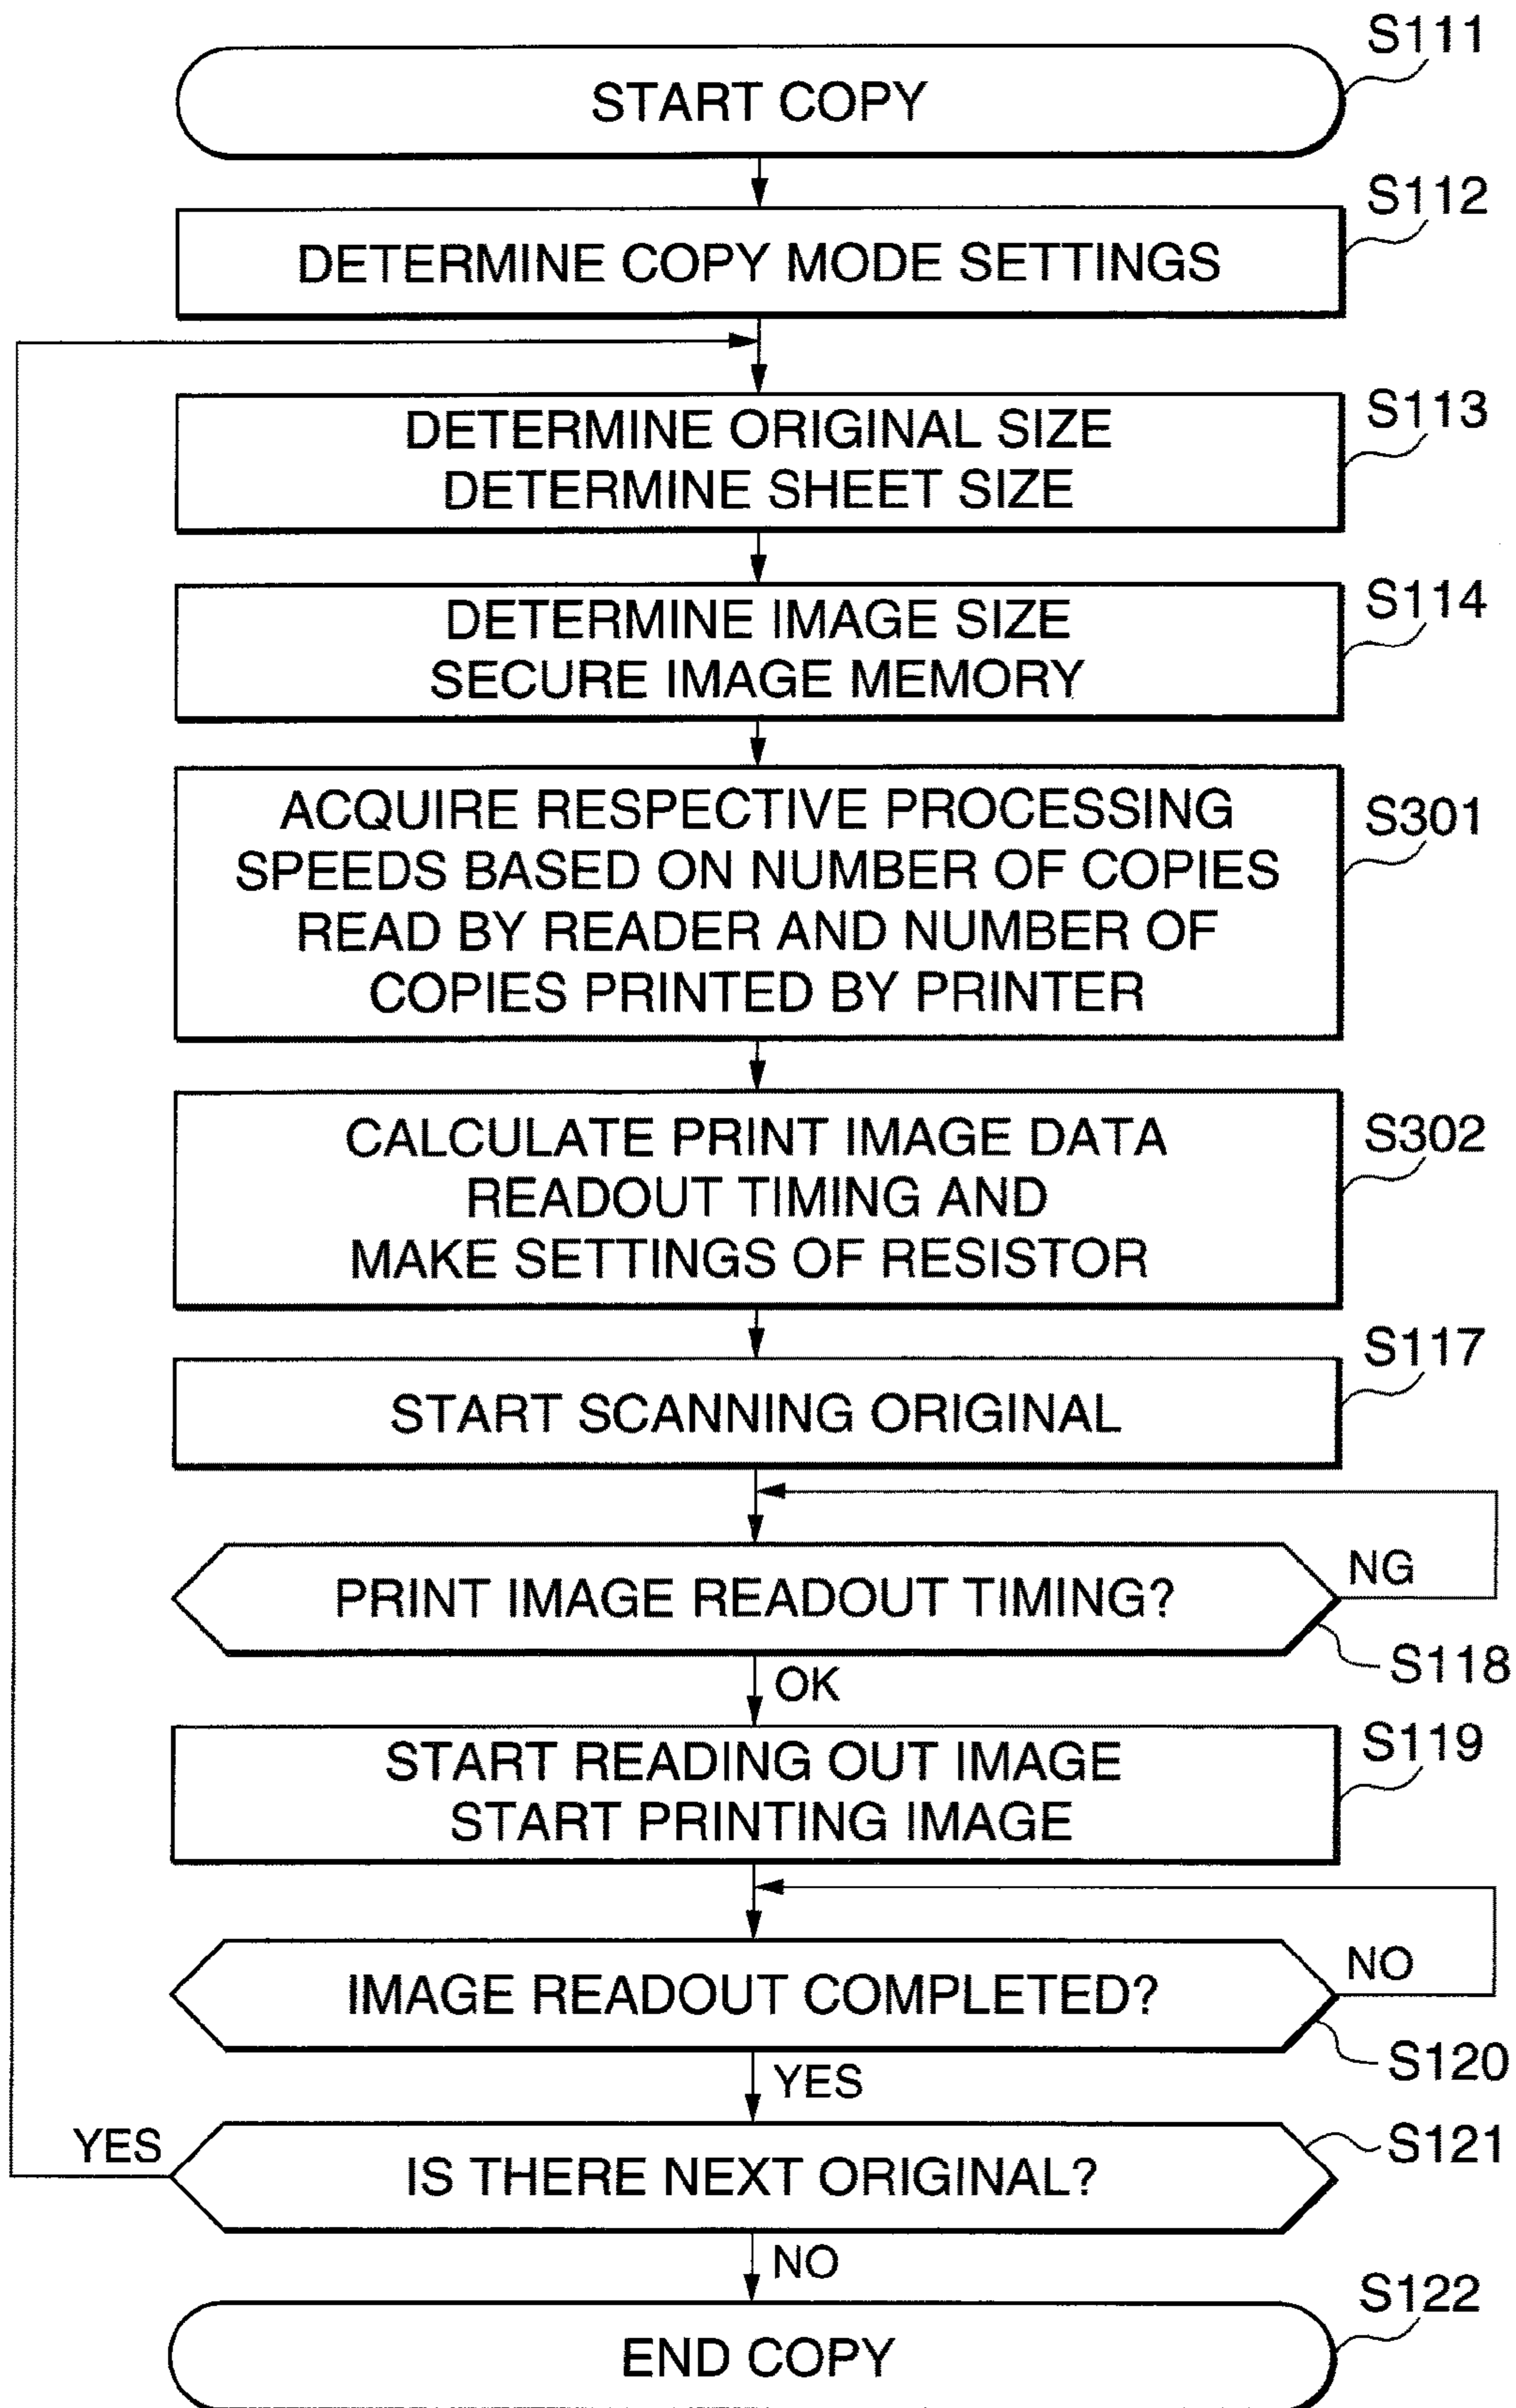 S111
START COPY
S112
DETERMINE COPY MODE SETTINGS
S113
DETERMINE ORIGINAL SIZE
DETERMINE SHEET SIZE
S114
DETERMINE IMAGE SIZE
SECURE IMAGE MEMORY
S301
ACQUIRE RESPECTIVE PROCESSING
SPEEDS BASED ON NUMBER OF COPIES
READ BY READER AND NUMBER OF
COPIES PRINTED BY PRINTER
S302
CALCULATE PRINT IMAGE DATA
READOUT TIMING AND
MAKE SETTINGS OF RESISTOR
S117
START SCANNING ORIGINAL
PRINT IMAGE READOUT TIMING?
NG
S118
OK
S119
START READING OUT IMAGE
START PRINTING IMAGE
IMAGE READOUT COMPLETED?
NO
S120
YES
YES
S121
IS THERE NEXT ORIGINAL?
NO
S122
END COPY